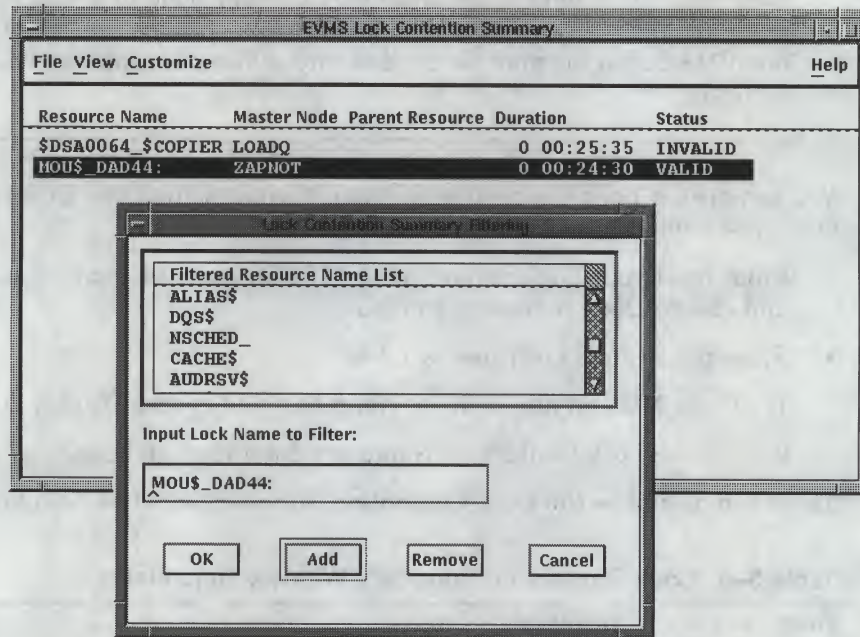 EVMS Lock Contention Summary
File View Customize Help
Resource Name Master Node Parent Resource Duration Status
$DSA0064_$COPIER LOADQ 0 00:25:35 INVALID
MOU$_DAD44: ZAPNOT 0 00:24:30 VALID
Lock Contention Summary Filtering
Filtered Resource Name List
ALIAS$
DQS$
NSCHED_
CACHE$
AUDRSV$
Input Lock Name to Filter:
MOU$_DAD44:
OK Add Remove Cancel